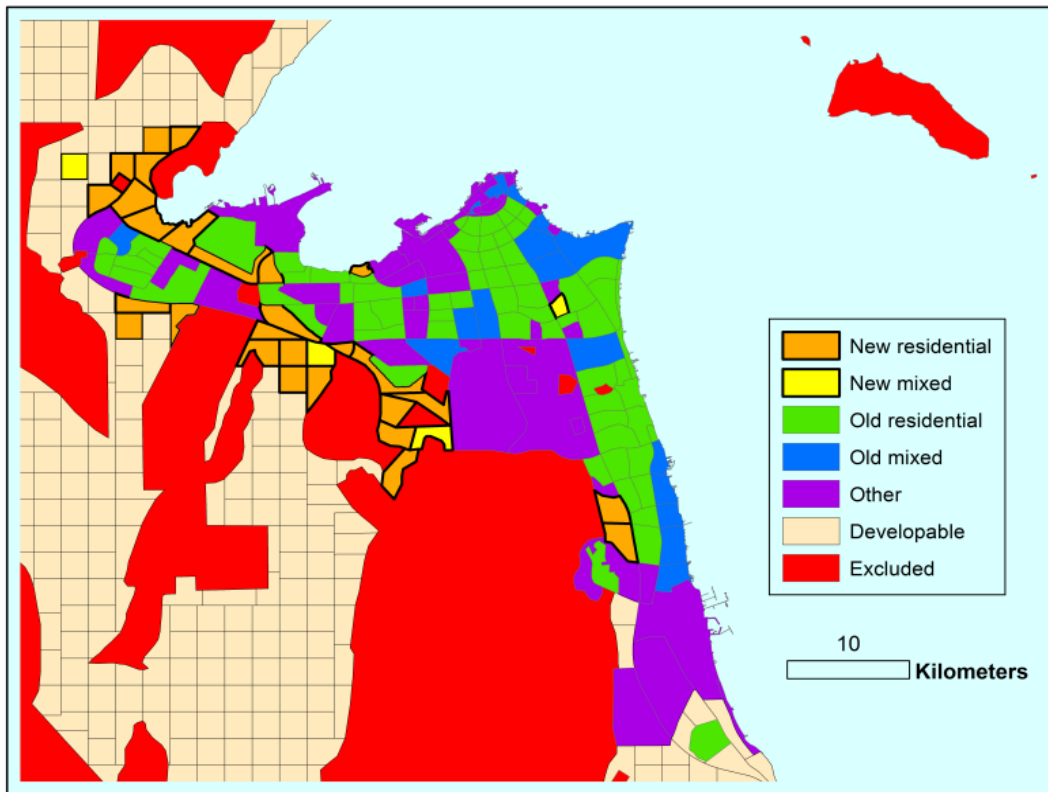 New residential
New mixed
Old residential
Old mixed
Other
Developable
Excluded
10
Kilometers